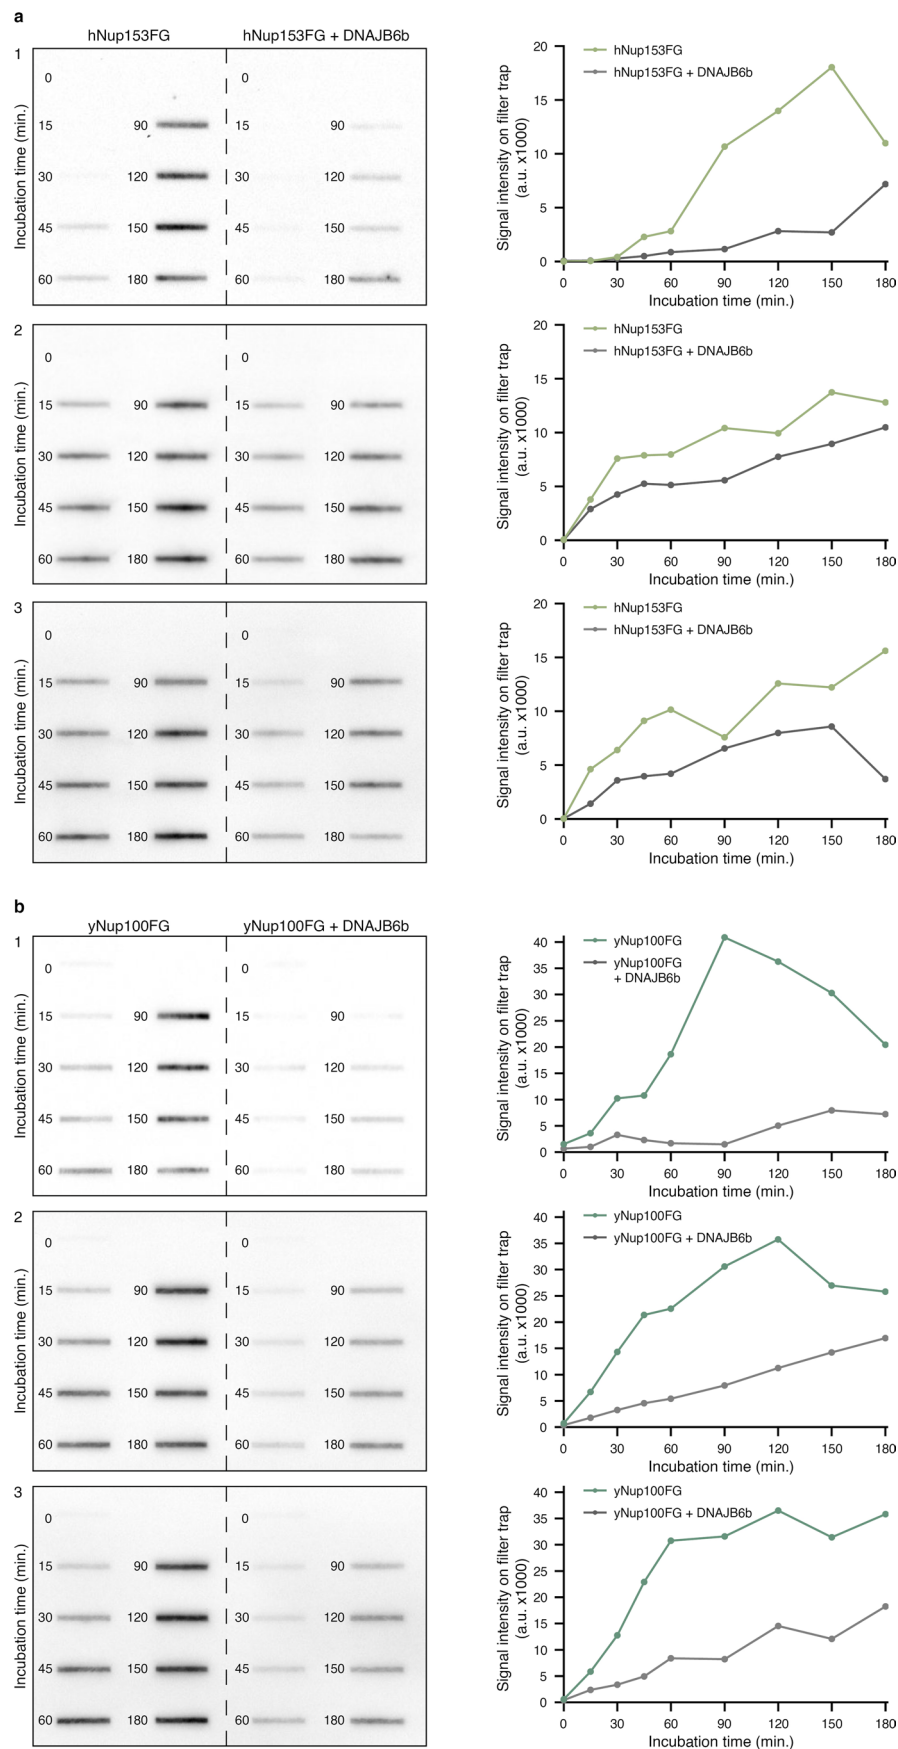 a
hNup153FG hNup153FG + DNAJB6b
1
Incubation time (min.)
0 0
15 90 15 90
30 120 30 120
45 150 45 150
60 180 60 180
hNup153FG
hNup153FG + DNAJB6b
Signal intensity on filter trap
(a.u. x1000)
20
15
10
5
0
0 30 60 90 120 150 180
Incubation time (min.)
2
Incubation time (min.)
0 0
15 90 15 90
30 120 30 120
45 150 45 150
60 180 60 180
hNup153FG
hNup153FG + DNAJB6b
Signal intensity on filter trap
(a.u. x1000)
20
15
10
5
0
0 30 60 90 120 150 180
Incubation time (min.)
3
Incubation time (min.)
0 0
15 90 15 90
30 120 30 120
45 150 45 150
60 180 60 180
hNup153FG
hNup153FG + DNAJB6b
Signal intensity on filter trap
(a.u. x1000)
20
15
10
5
0
0 30 60 90 120 150 180
Incubation time (min.)
b
yNup100FG yNup100FG + DNAJB6b
1
Incubation time (min.)
0 0
15 90 15 90
30 120 30 120
45 150 45 150
60 180 60 180
yNup100FG
yNup100FG
+ DNAJB6b
Signal intensity on filter trap
(a.u. x1000)
40
35
30
25
20
15
10
5
0
0 30 60 90 120 150 180
Incubation time (min.)
2
Incubation time (min.)
0 0
15 90 15 90
30 120 30 120
45 150 45 150
60 180 60 180
yNup100FG
yNup100FG + DNAJB6b
Signal intensity on filter trap
(a.u. x1000)
40
35
30
25
20
15
10
5
0
0 30 60 90 120 150 180
Incubation time (min.)
3
Incubation time (min.)
0 0
15 90 15 90
30 120 30 120
45 150 45 150
60 180 60 180
yNup100FG
yNup100FG + DNAJB6b
Signal intensity on filter trap
(a.u. x1000)
40
35
30
25
20
15
10
5
0
0 30 60 90 120 150 180
Incubation time (min.)